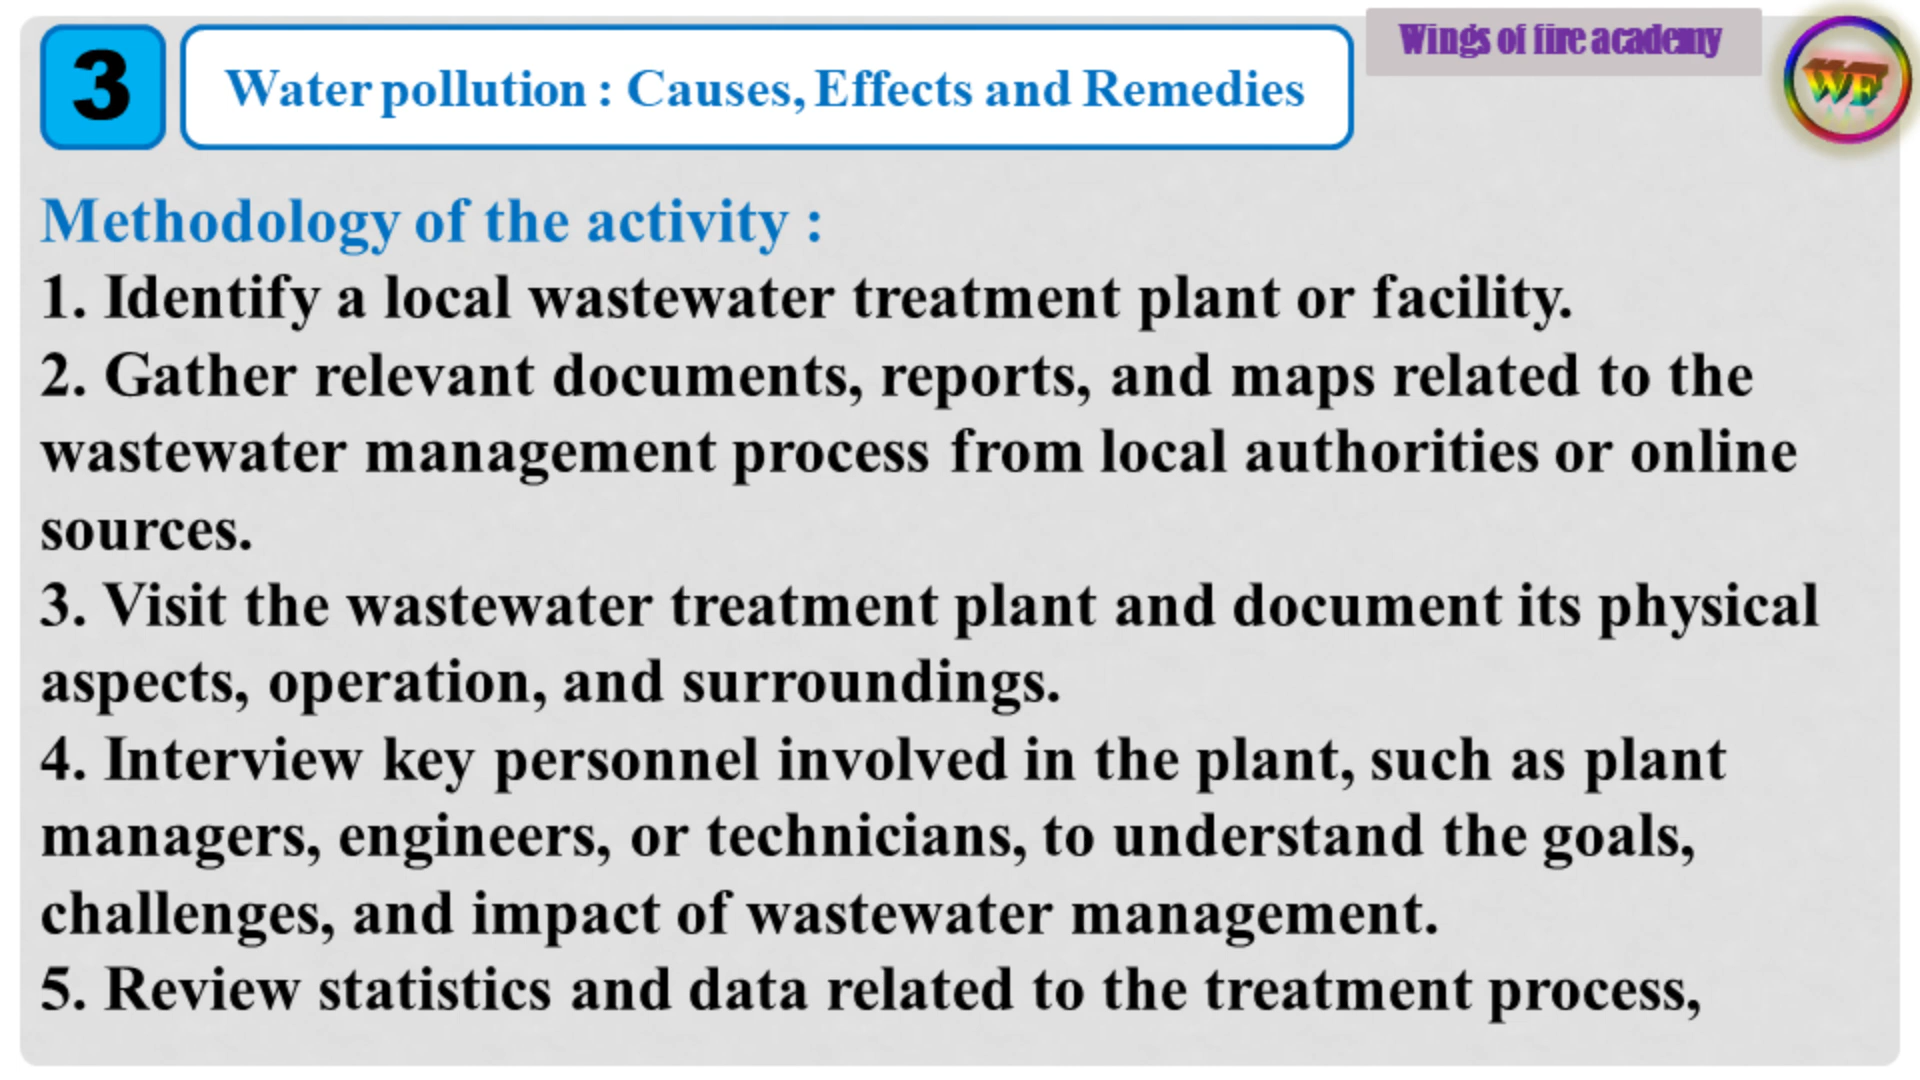 3
Water pollution : Causes, Effects and Remedies
Wings of fire academy
WF
Methodology of the activity :
1. Identify a local wastewater treatment plant or facility.
2. Gather relevant documents, reports, and maps related to the
wastewater management process from local authorities or online
sources.
3. Visit the wastewater treatment plant and document its physical
aspects, operation, and surroundings.
4. Interview key personnel involved in the plant, such as plant
managers, engineers, or technicians, to understand the goals,
challenges, and impact of wastewater management.
5. Review statistics and data related to the treatment process,